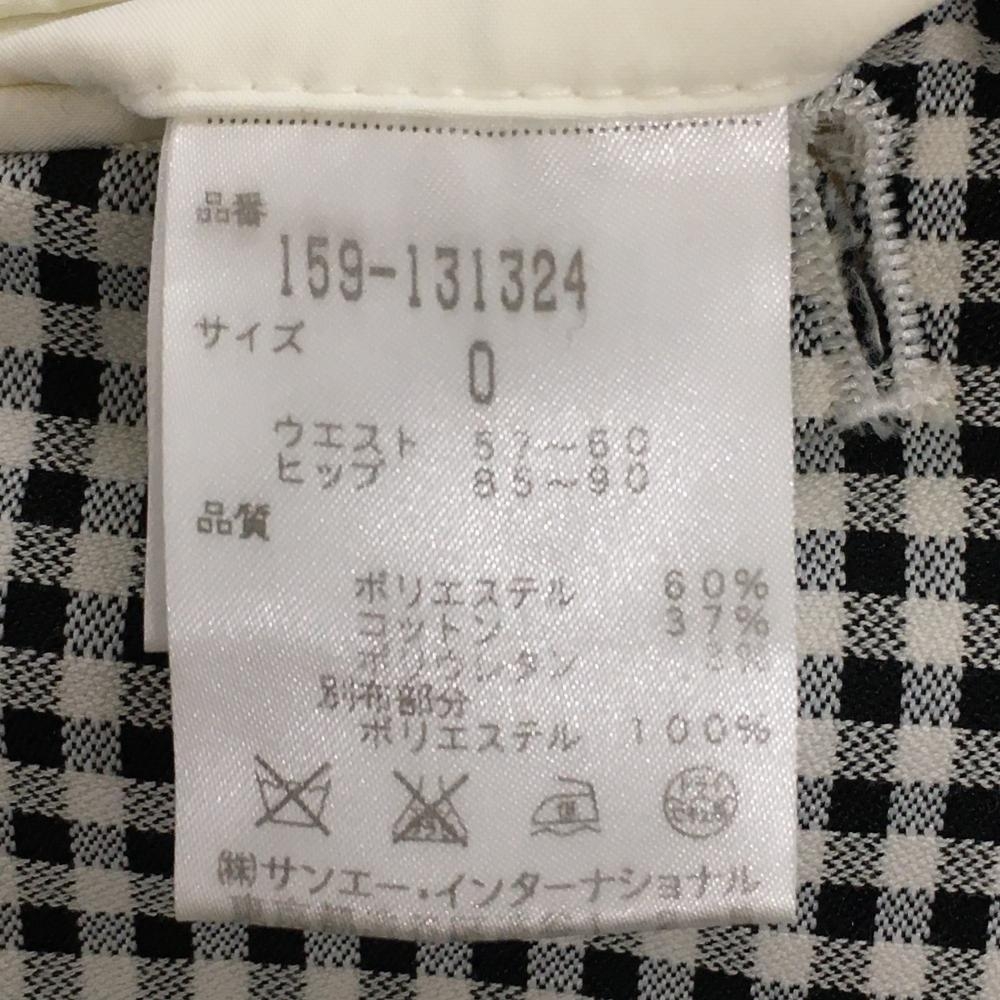 品番
159-131324
サイズ
0
ウエスト 57～60
ヒップ 85～90
品質
ポリエステル 60%
コットン 37%
ポリウレタン 3%
別布部分
ポリエステル 100%
(株)サンエー・インターナショナル